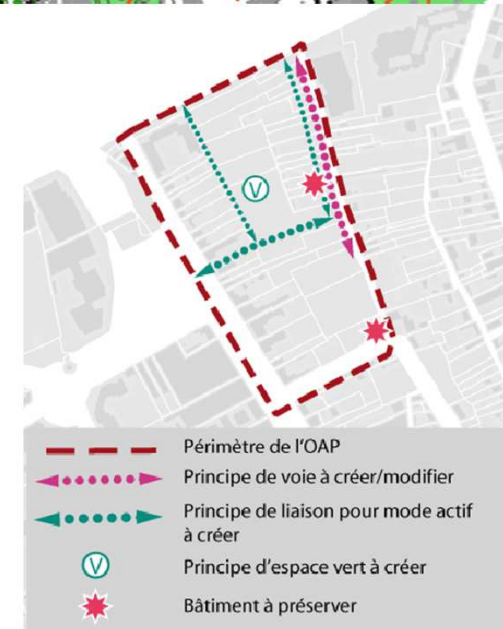 V
Périmètre de l'OAP
Principe de voie à créer/modifier
Principe de liaison pour mode actif
à créer
V
Principe d'espace vert à créer
Bâtiment à préserver